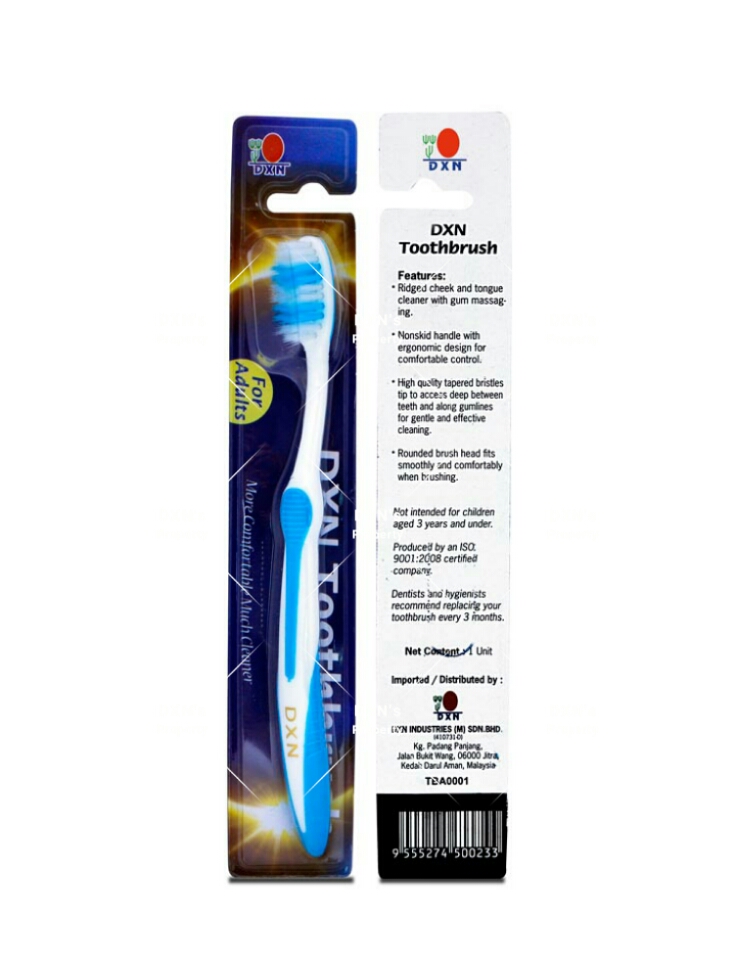 DXN
For
Adults
More Comfortable Much Cleaner
DXN Toothbrush
DXN
DXN
DXN
Toothbrush
Features:
• Ridged cheek and tongue
cleaner with gum massag-
ing.
• Nonskid handle with
ergonomic design for
comfortable control.
• High quality tapered bristles
tip to access deep between
teeth and along gumlines
for gentle and effective
cleaning.
• Rounded brush head fits
smoothly and comfortably
when brushing.
Not intended for children
aged 3 years and under.
Produced by an ISO
9001:2008 certified
company.
Dentists and hygienists
recommend replacing your
toothbrush every 3 months.
Net Content : 1 Unit
Imported / Distributed by :
DXN
DXN INDUSTRIES (M) SDN.BHD.
(410731-D)
Kg. Padang Panjang,
Jalan Bukit Wang, 06000 Jitra,
Kedah Darul Aman, Malaysia
TBA0001
9 555274 500233